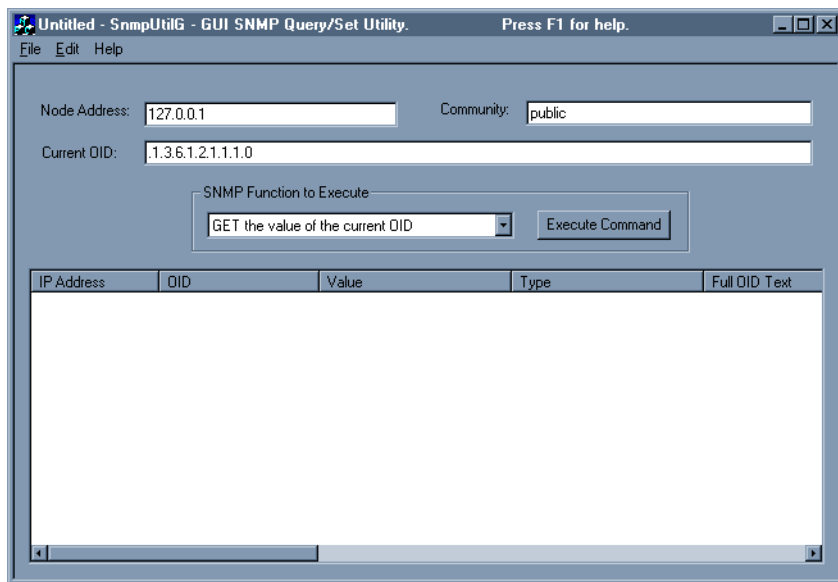 Untitled - SnmpUtilG - GUI SNMP Query/Set Utility. Press F1 for help.
File Edit Help
Node Address: 127.0.0.1 Community: public
Current OID: .1.3.6.1.2.1.1.1.0
SNMP Function to Execute
GET the value of the current OID Execute Command
IP Address OID Value Type Full OID Text